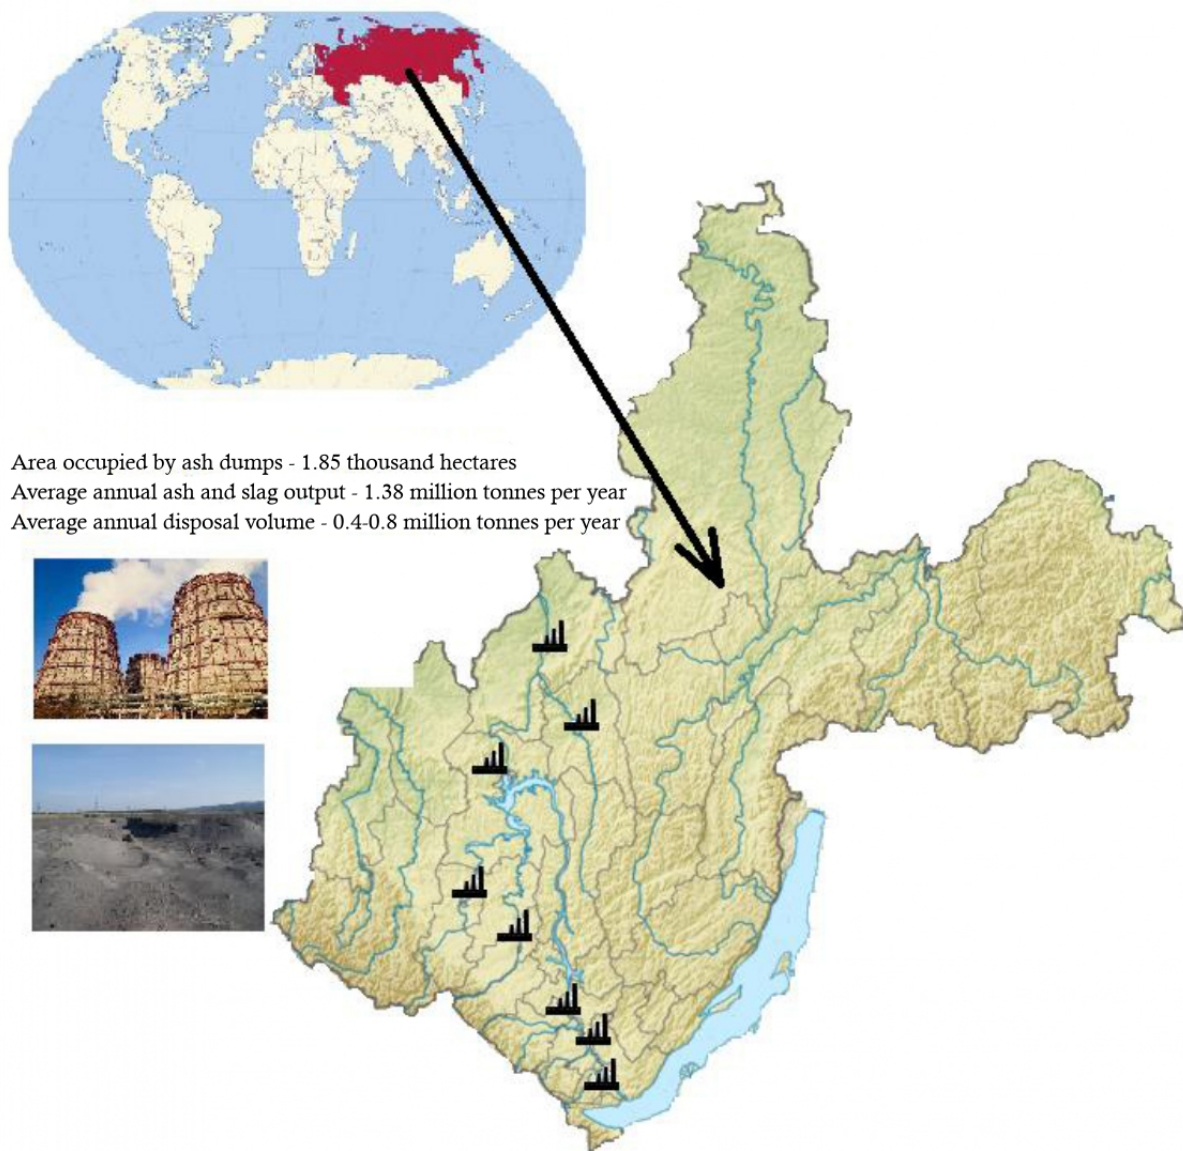 Area occupied by ash dumps - 1.85 thousand hectares
Average annual ash and slag output - 1.38 million tonnes per year
Average annual disposal volume - 0.4-0.8 million tonnes per year